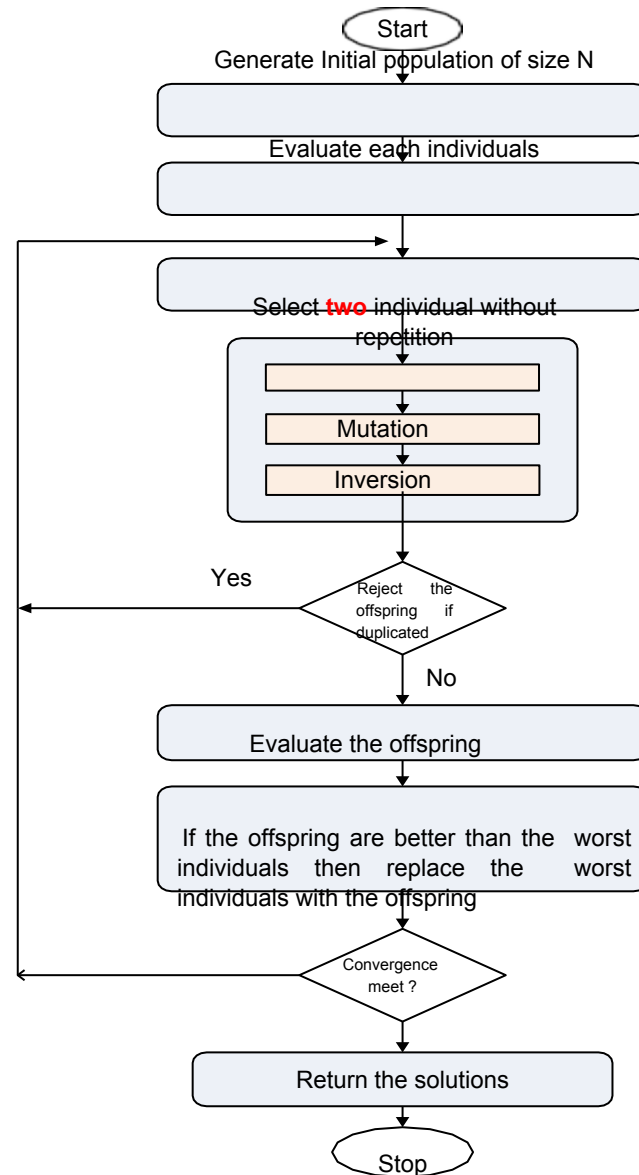 Start
Generate Initial population of size N
Evaluate each individuals
Select two individual without
repetition
Mutation
Inversion
Yes
Reject the
offspring if
duplicated
No
Evaluate the offspring
If the offspring are better than the worst
individuals then replace the worst
individuals with the offspring
Convergence
meet ?
Return the solutions
Stop